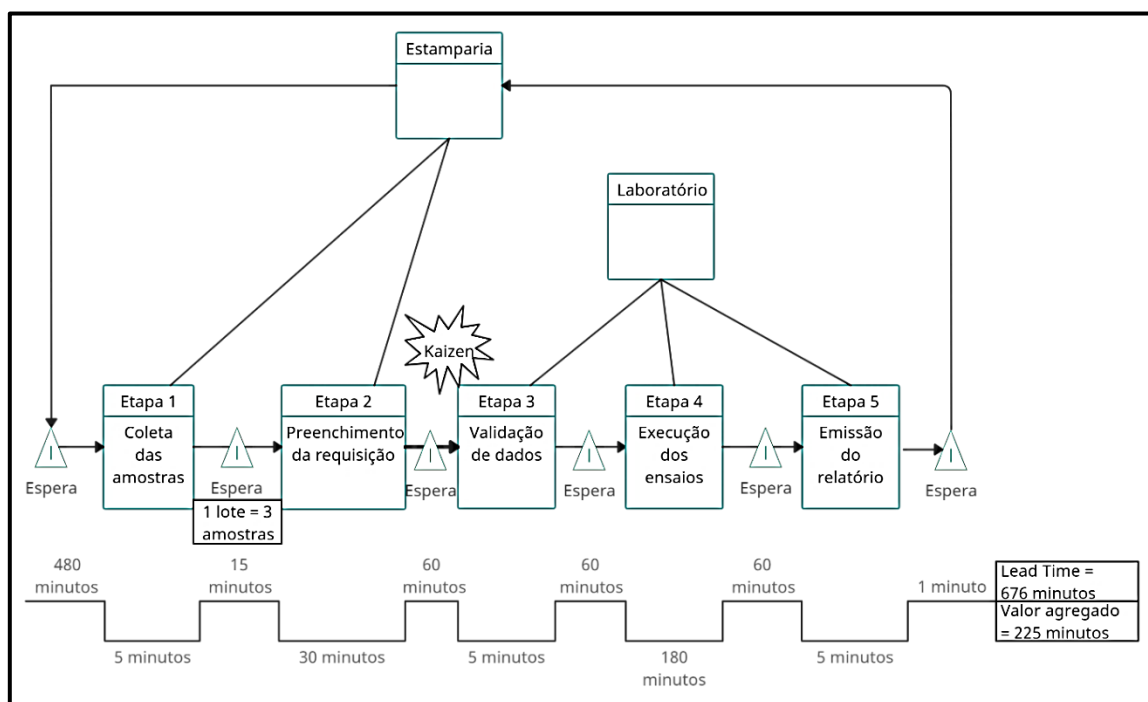 Estamparia
Laboratório
Kaizen
Etapa 1
Coleta
das
amostras
Etapa 2
Preenchimento
da requisição
Etapa 3
Validação
de dados
Etapa 4
Execução
dos
ensaios
Etapa 5
Emissão
do
relatório
I
I
I
I
I
I
Espera
Espera
Espera
Espera
Espera
Espera
1 lote = 3
amostras
480
minutos
15
minutos
60
minutos
60
minutos
60
minutos
1 minuto
Lead Time =
676 minutos
Valor agregado
= 225 minutos
5 minutos
30 minutos
5 minutos
180
minutos
5 minutos